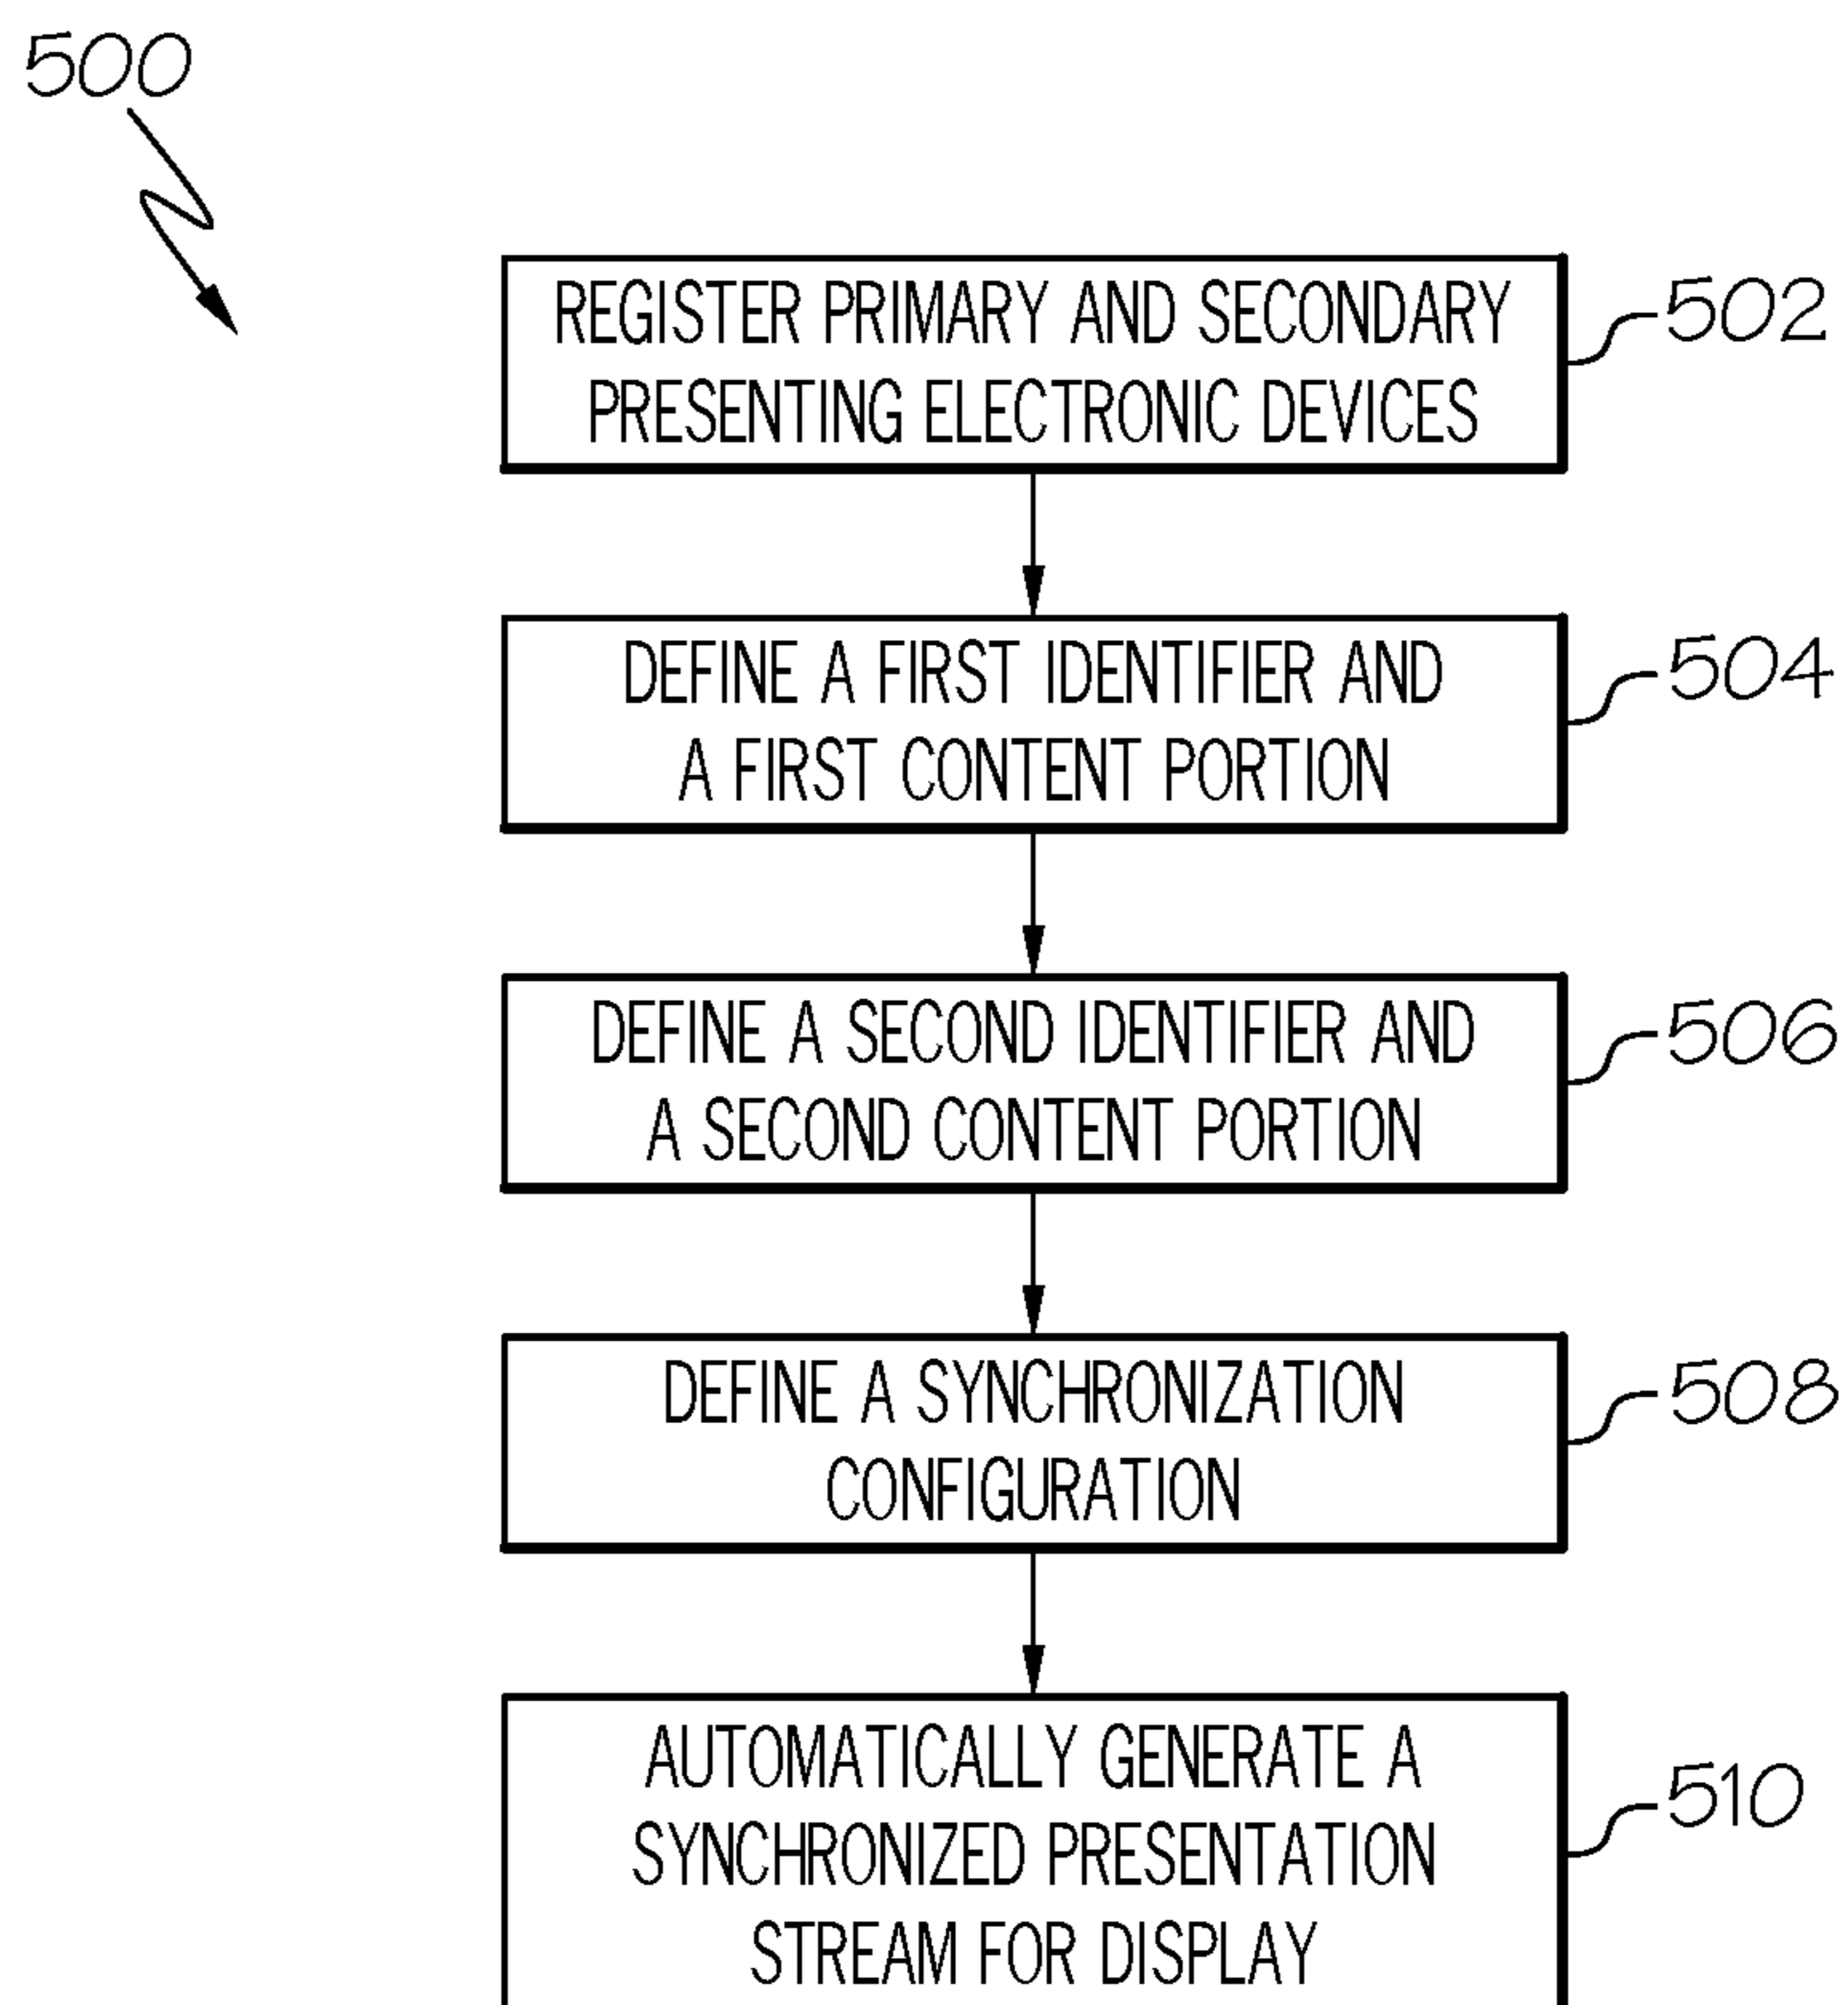 500
REGISTER PRIMARY AND SECONDARY
PRESENTING ELECTRONIC DEVICES
502
DEFINE A FIRST IDENTIFIER AND
A FIRST CONTENT PORTION
504
DEFINE A SECOND IDENTIFIER AND
A SECOND CONTENT PORTION
506
DEFINE A SYNCHRONIZATION
CONFIGURATION
508
AUTOMATICALLY GENERATE A
SYNCHRONIZED PRESENTATION
STREAM FOR DISPLAY
510